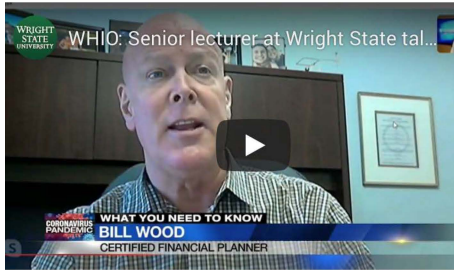 WRIGHT
STATE
UNIVERSITY
WHIO: Senior lecturer at Wright State tal...
CORONAVIRUS
PANDEMIC
WHAT YOU NEED TO KNOW
BILL WOOD
CERTIFIED FINANCIAL PLANNER